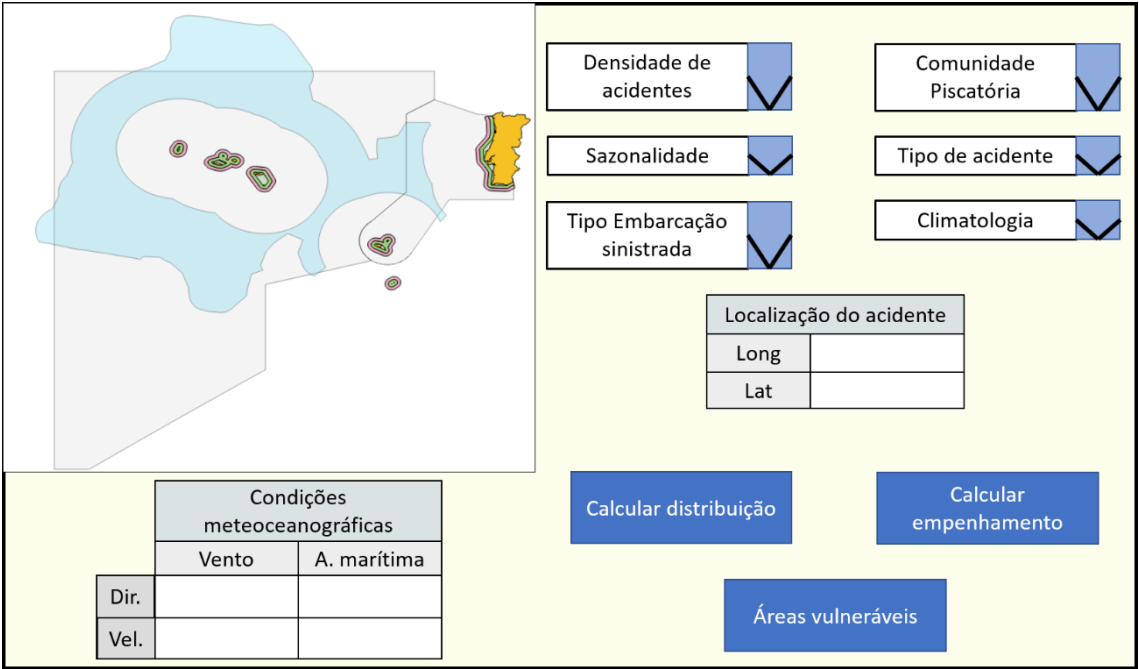 Densidade de
acidentes
Comunidade
Piscatória
Sazonalidade
Tipo de acidente
Tipo Embarcação
sinistrada
Climatologia
Localização do acidente
Long
Lat
Condições
meteoceanográficas
Vento
A. marítima
Dir.
Vel.
Calcular distribuição
Calcular
empenhamento
Áreas vulneráveis